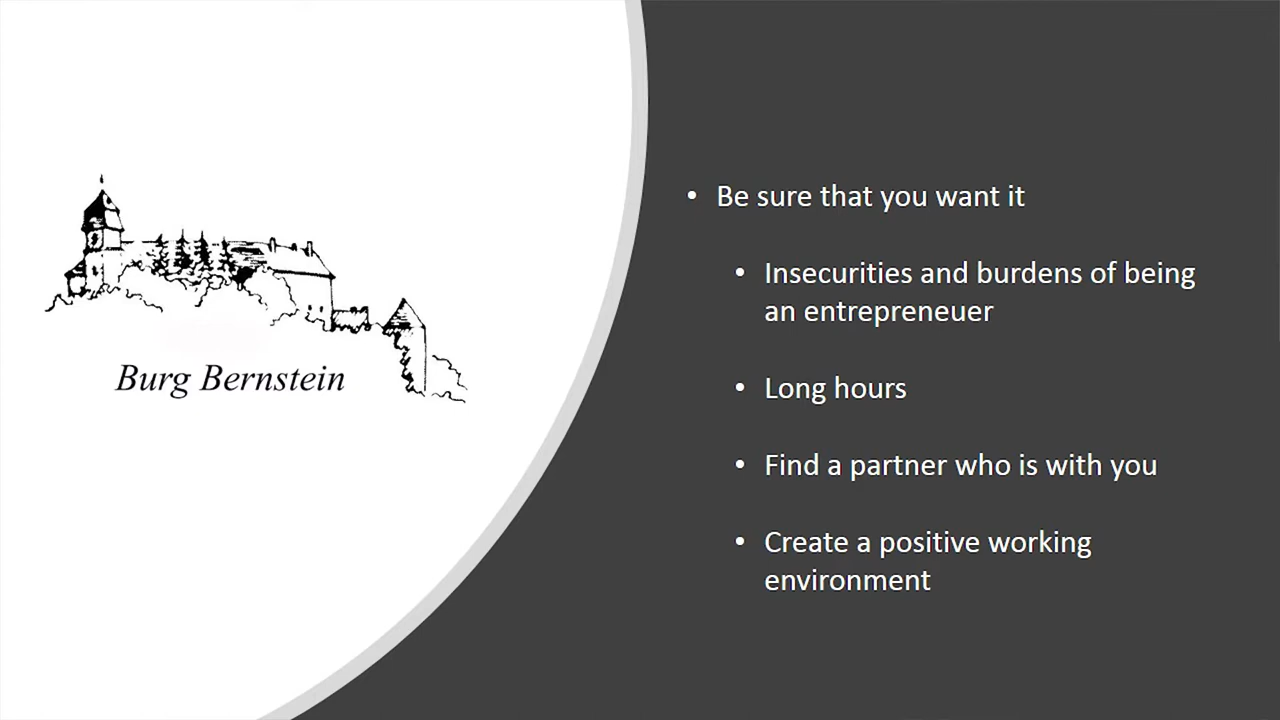 Burg Bernstein
• Be sure that you want it
• Insecurities and burdens of being
an entrepreneuer
• Long hours
• Find a partner who is with you
• Create a positive working
environment